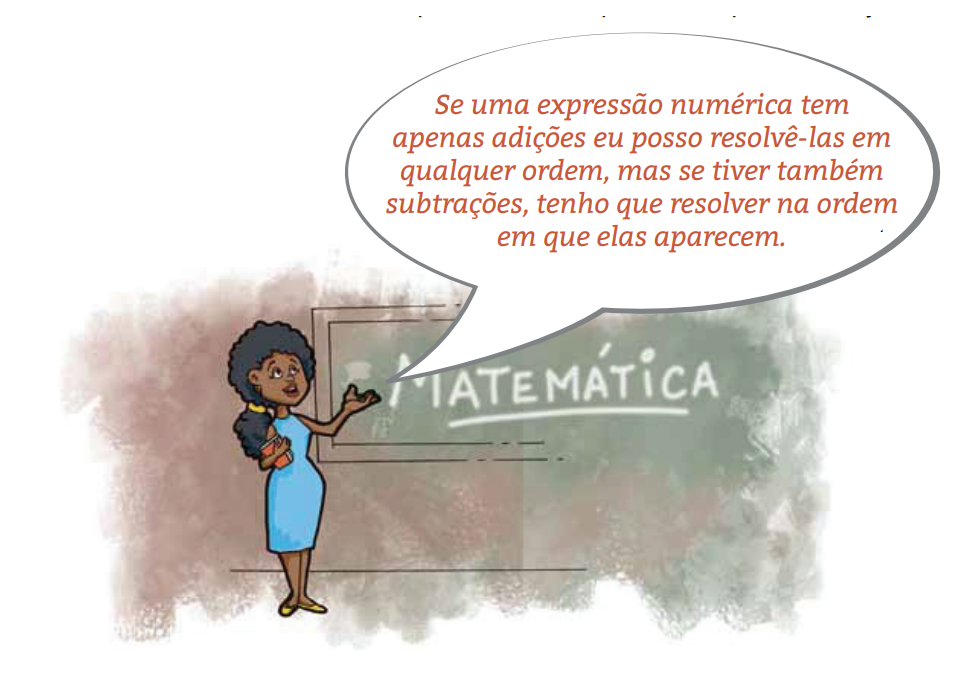 Se uma expressão numérica tem
apenas adições eu posso resolvê-las em
qualquer ordem, mas se tiver também
subtrações, tenho que resolver na ordem
em que elas aparecem.
MATEMÁTICA